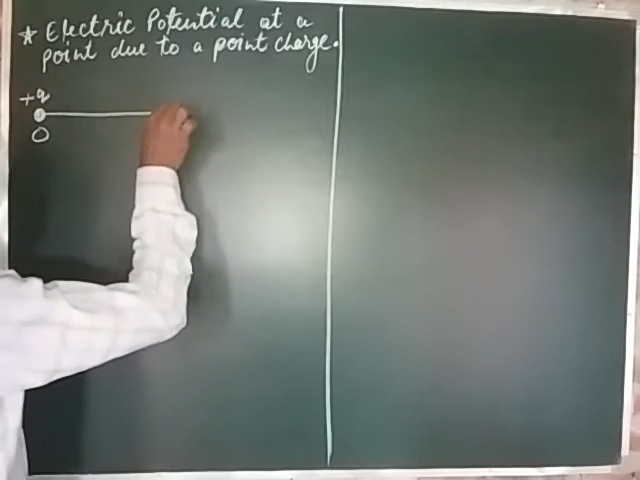 * Electric Potential at a
point due to a point charge.
+q
O